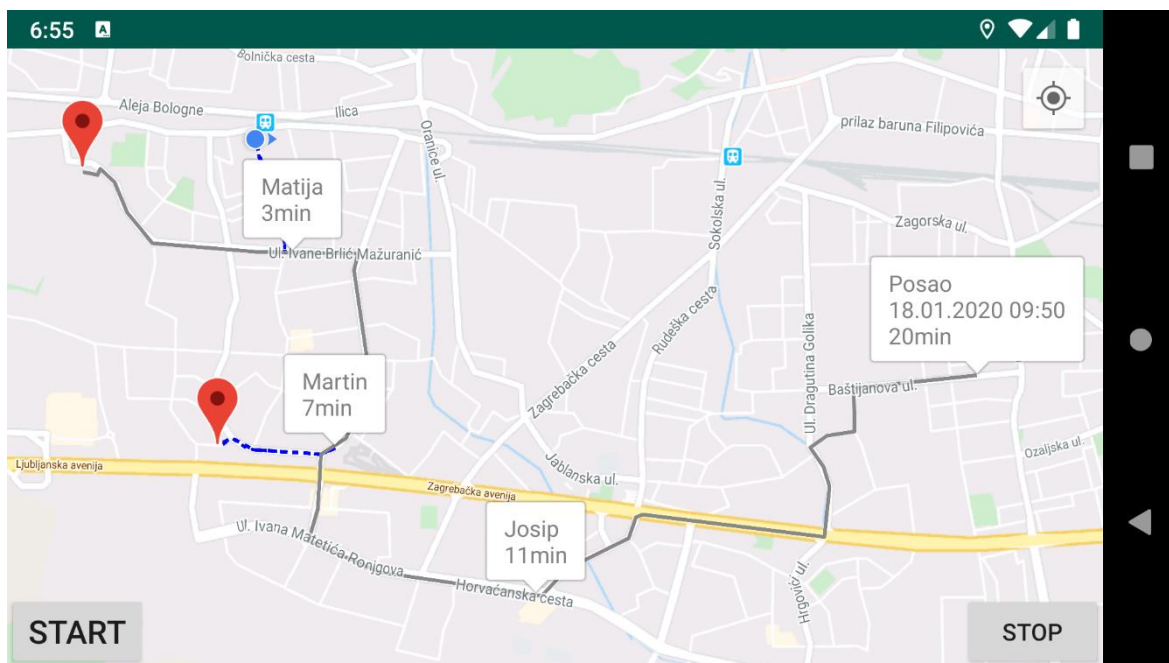 6:55
A
Bolnička cesta
Aleja Bologne
Ilica
Oranice ul.
prilaz baruna Filipovića
Sokolska ul.
Zagorska ul.
Matija
3min
Ul. Ivane Brlić Mažuranić
Posao
18.01.2020 09:50
20min
Rudeška cesta
Ul. Dragutina Golika
Zagrebačka cesta
Baštijanova ul.
Martin
7min
Ozaljska ul.
Ljubljanska avenija
Jablanska ul.
Zagrebačka avenija
Ul. Ivana Matetića-Ronjgova
Josip
11min
Horvaćanska cesta
Hrgovići ul.
START
STOP